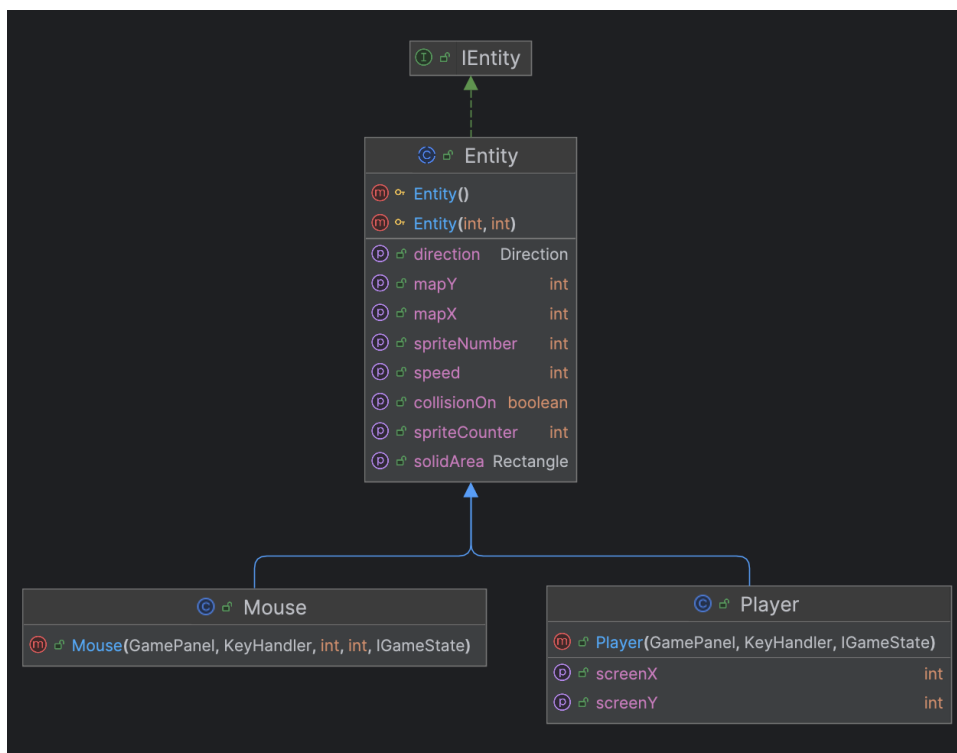 IEntity
Entity
Entity()
Entity(int, int)
direction Direction
mapY int
mapX int
spriteNumber int
speed int
collisionOn boolean
spriteCounter int
solidArea Rectangle
Mouse
Mouse(GamePanel, KeyHandler, int, int, IGameState)
Player
Player(GamePanel, KeyHandler, IGameState)
screenX int
screenY int